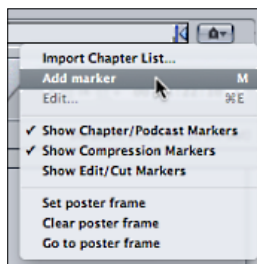 Import Chapter List...
Add marker M
Edit... ⌘E
✓ Show Chapter/Podcast Markers
✓ Show Compression Markers
Show Edit/Cut Markers
Set poster frame
Clear poster frame
Go to poster frame